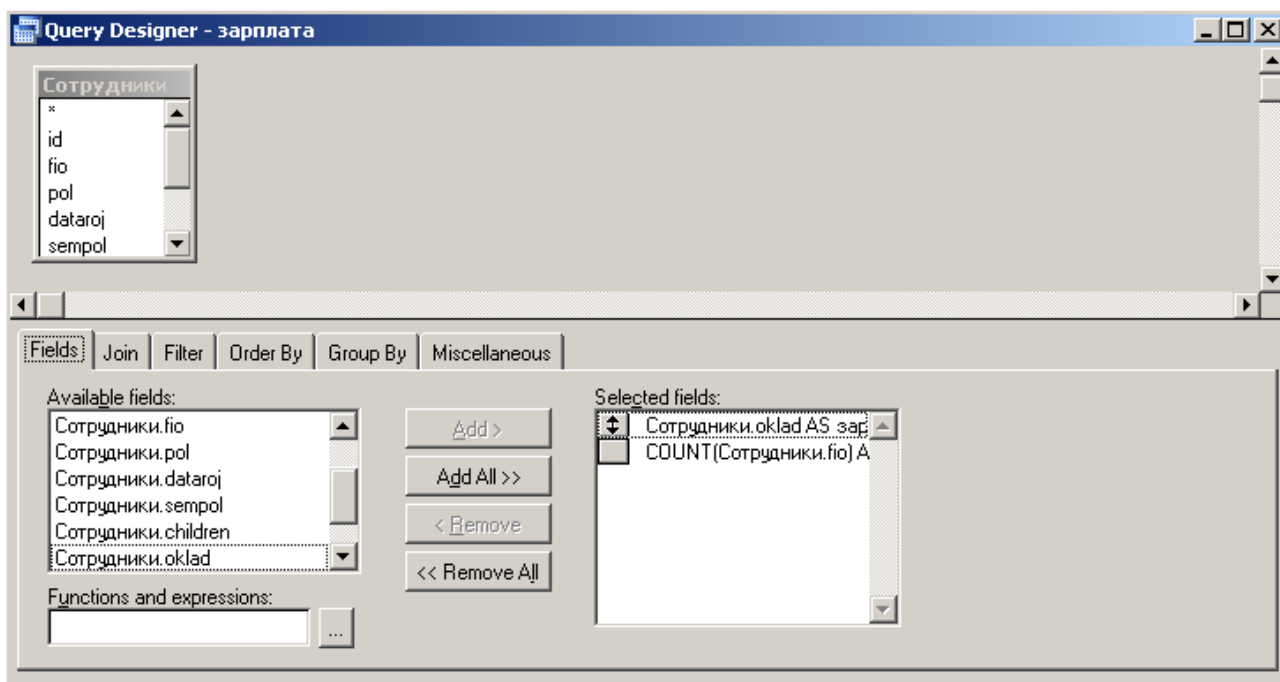 Query Designer - зарплата
Сотрудники
*
id
fio
pol
dataroj
sempol
Fields Join Filter Order By Group By Miscellaneous
Available fields:
Сотрудники.fio
Сотрудники.pol
Сотрудники.dataroj
Сотрудники.sempol
Сотрудники.children
Сотрудники.oklad
Functions and expressions:
...
Add >
Add All >>
< Remove
<< Remove All
Selected fields:
Сотрудники.oklad AS зар
COUNT(Сотрудники.fio) A